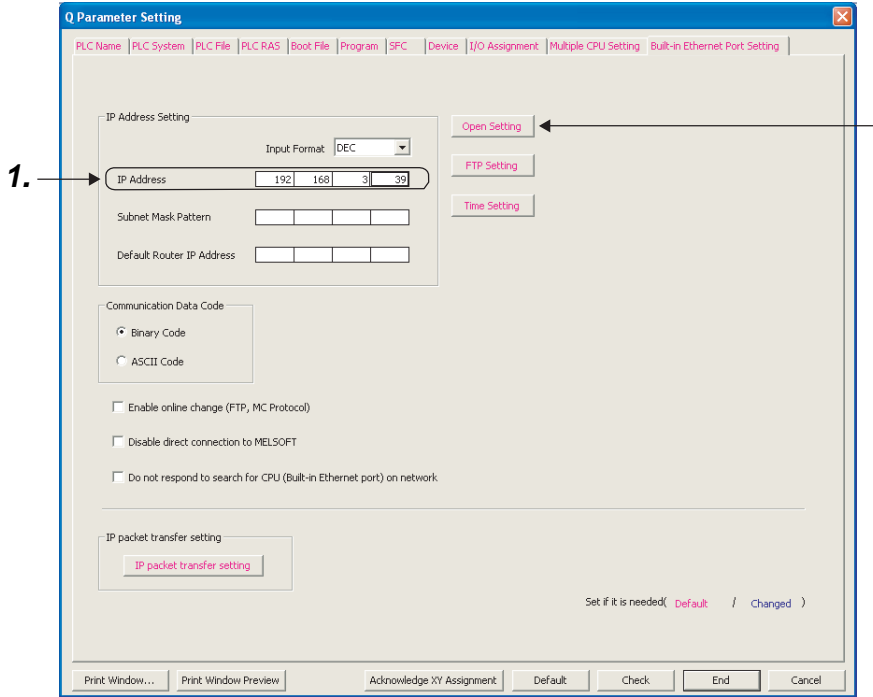 Q Parameter Setting
PLC Name PLC System PLC File PLC RAS Boot File Program SFC Device I/O Assignment Multiple CPU Setting Built-in Ethernet Port Setting
IP Address Setting
Input Format DEC
1. IP Address 192 168 3 39
Subnet Mask Pattern
Default Router IP Address
Open Setting
FTP Setting
Time Setting
Communication Data Code
Binary Code
ASCII Code
Enable online change (FTP, MC Protocol)
Disable direct connection to MELSOFT
Do not respond to search for CPU (Built-in Ethernet port) on network
IP packet transfer setting
IP packet transfer setting
Set if it is needed( Default / Changed )
Print Window... Print Window Preview Acknowledge XY Assignment Default Check End Cancel